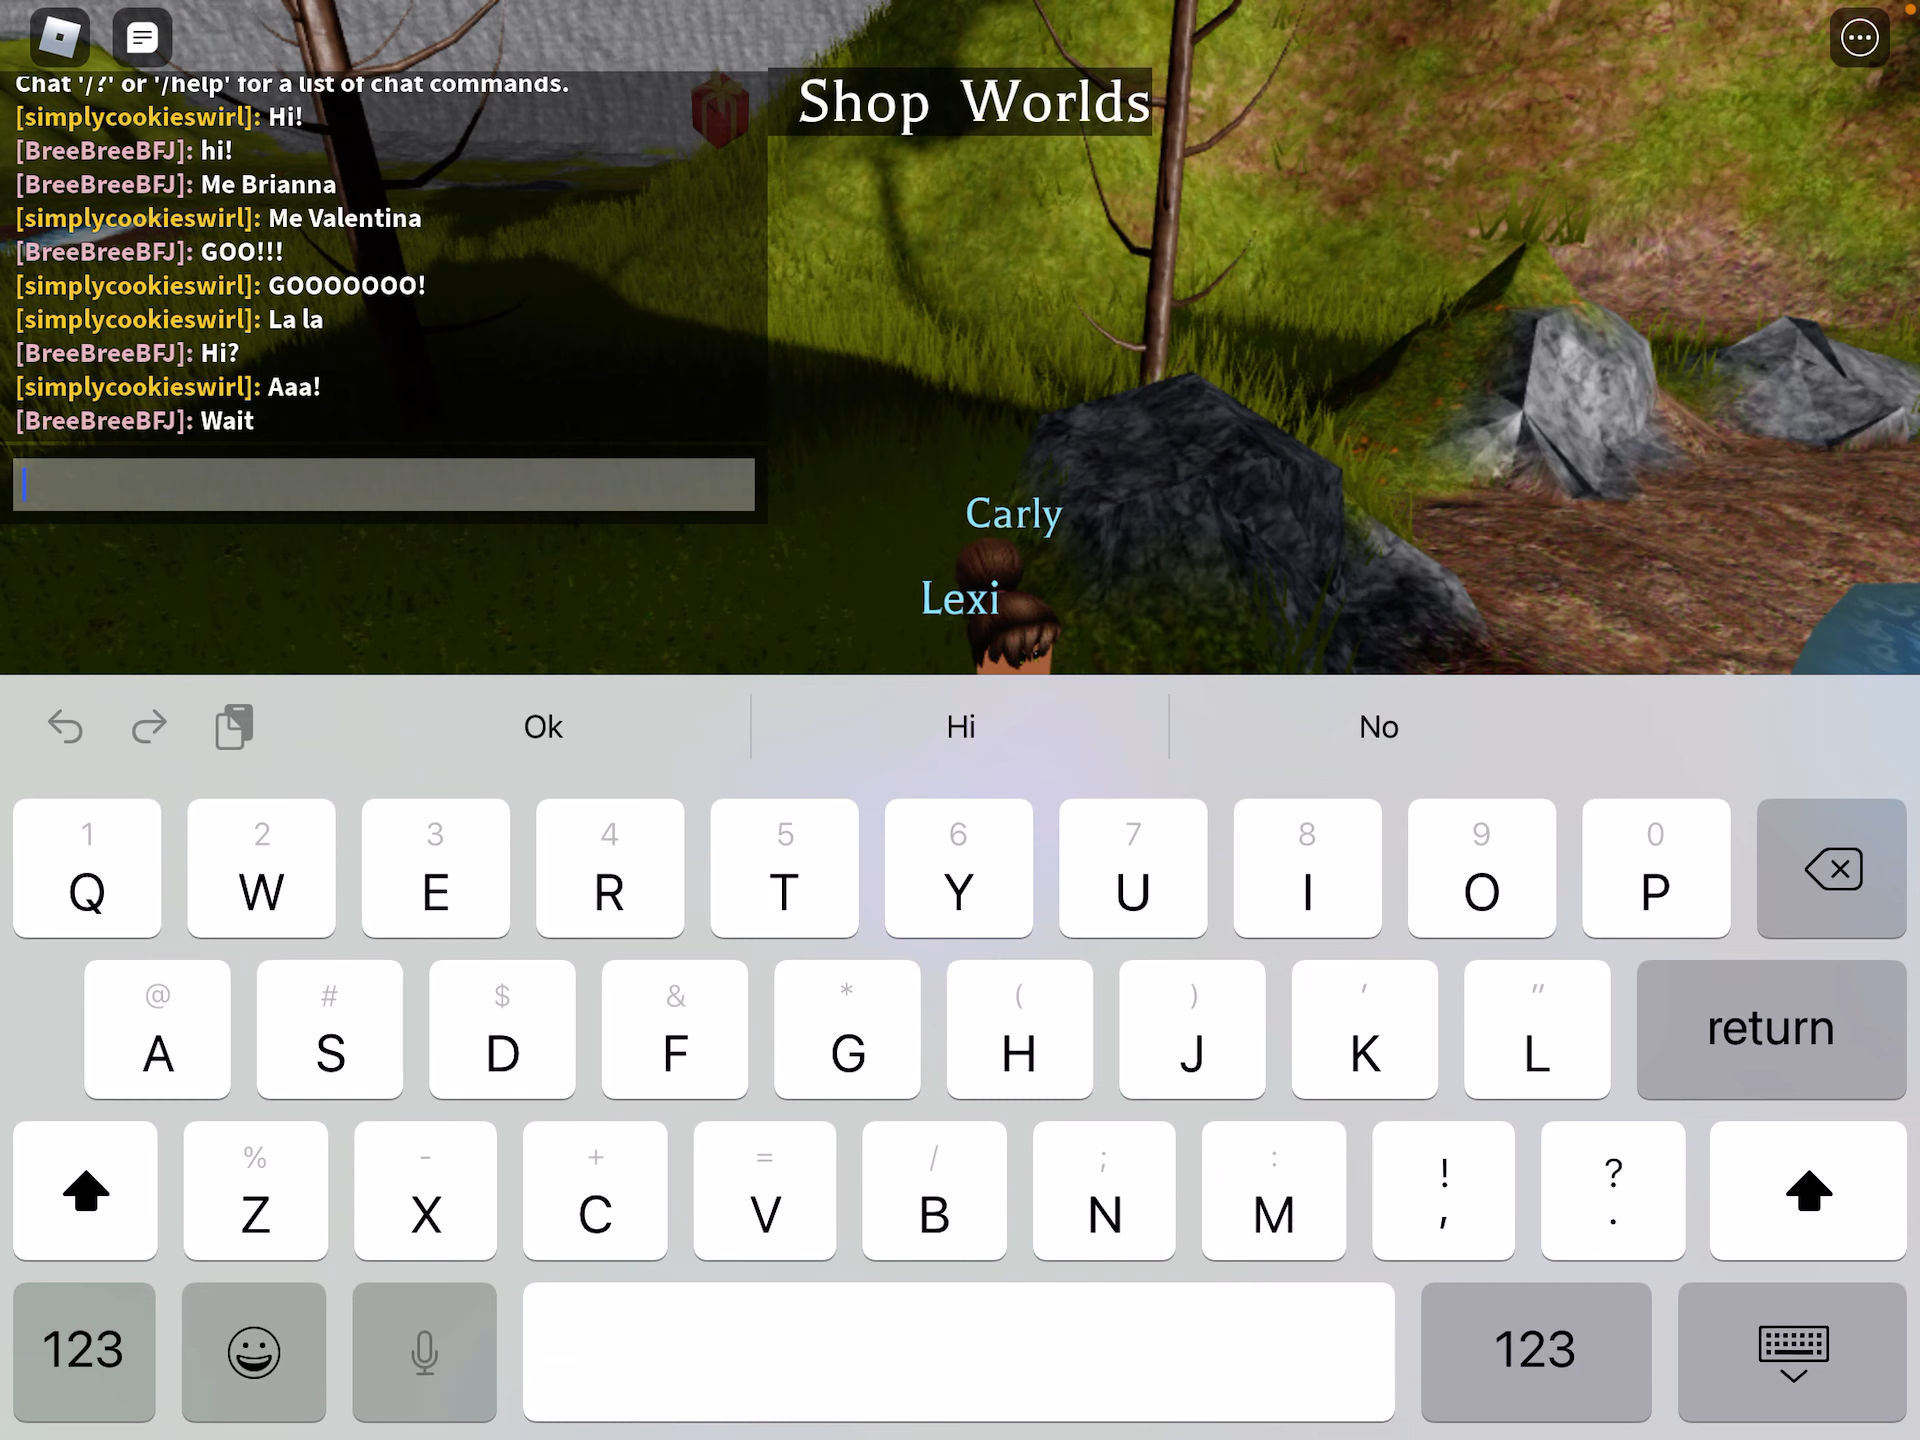 Chat '/?' or '/help' for a list of chat commands.
[simplycookieswirl]: Hi!
[BreeBreeBFJ]: hi!
[BreeBreeBFJ]: Me Brianna
[simplycookieswirl]: Me Valentina
[BreeBreeBFJ]: GOO!!!
[simplycookieswirl]: GOOOOOOO!
[simplycookieswirl]: La la
[BreeBreeBFJ]: Hi?
[simplycookieswirl]: Aaa!
[BreeBreeBFJ]: Wait
Shop Worlds
Carly
Lexi
Ok Hi No
1 2 3 4 5 6 7 8 9 0
Q W E R T Y U I O P
@ # $ & * ( ) ' "
A S D F G H J K L return
% - + = / ; : ! ?
Z X C V B N M , .
123 123